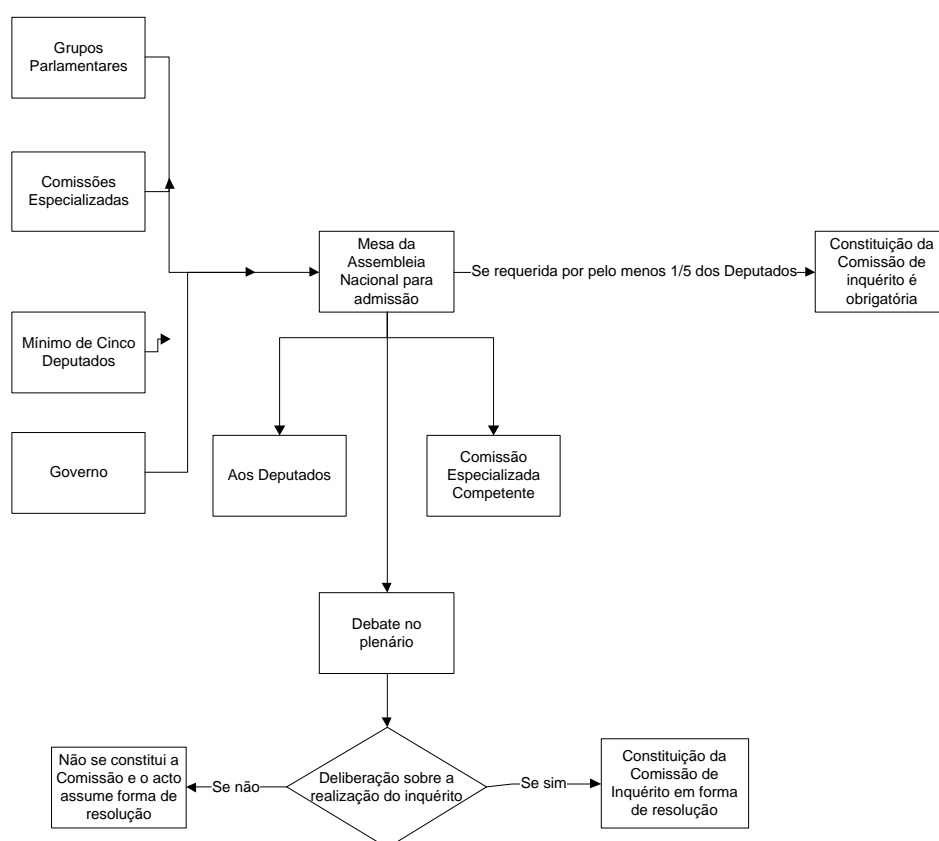 Grupos
Parlamentares
Comissões
Especializadas
Mesa da
Assembleia
Nacional para
admissão
Se requerida por pelo menos 1/5 dos Deputados
Constituição da
Comissão de
inquérito é
obrigatória
Mínimo de Cinco
Deputados
Governo
Aos Deputados
Comissão
Especializada
Competente
Debate no
plenário
Não se constitui a
Comissão e o acto
assume forma de
resolução
Se não
Deliberação sobre a
realização do inquérito
Se sim
Constituição da
Comissão de
Inquérito em forma
de resolução